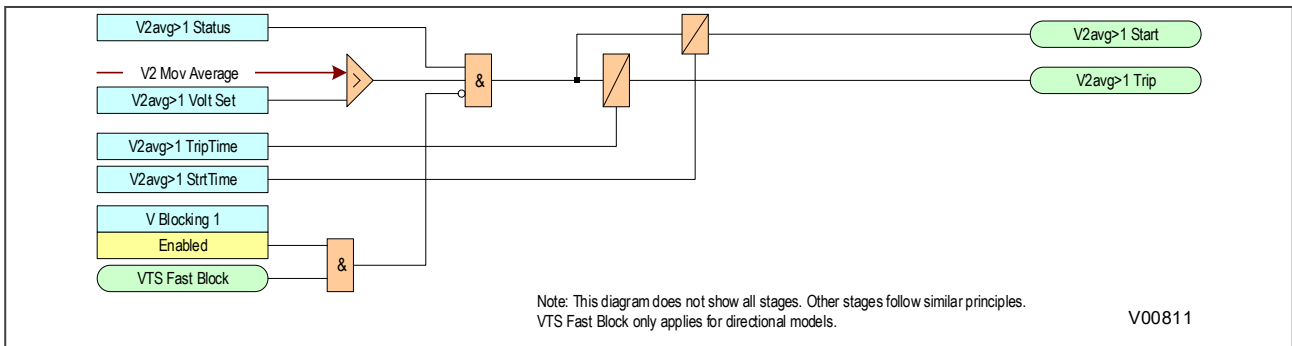 V2avg>1 Status
V2avg>1 Start
V2 Mov Average
>
&
V2avg>1 Trip
V2avg>1 Volt Set
V2avg>1 TripTime
V2avg>1 StrtTime
V Blocking 1
Enabled
&
VTS Fast Block
Note: This diagram does not show all stages. Other stages follow similar principles.
VTS Fast Block only applies for directional models.
V00811